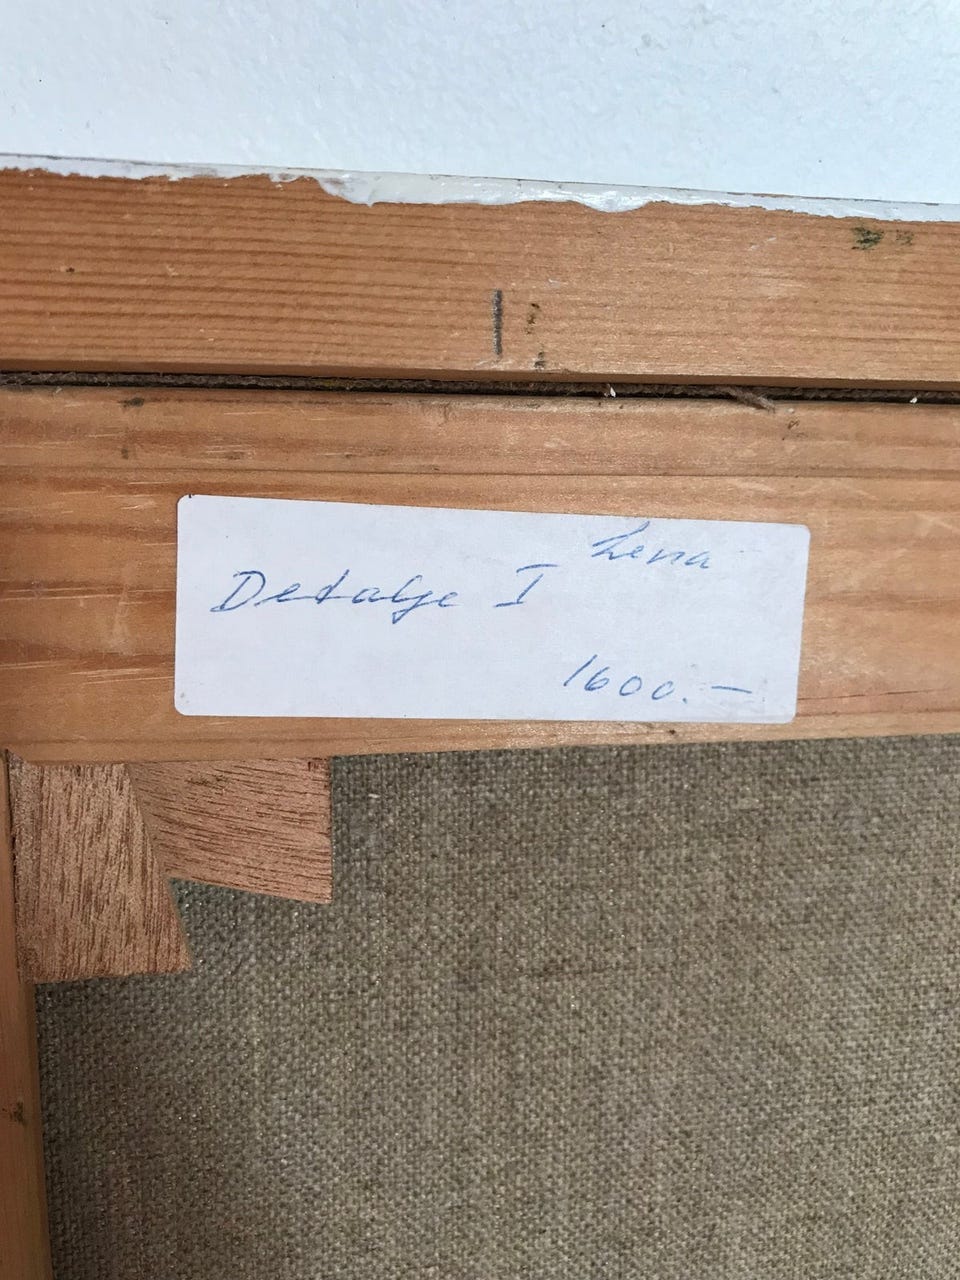 Lena
Detalje I
1600.—